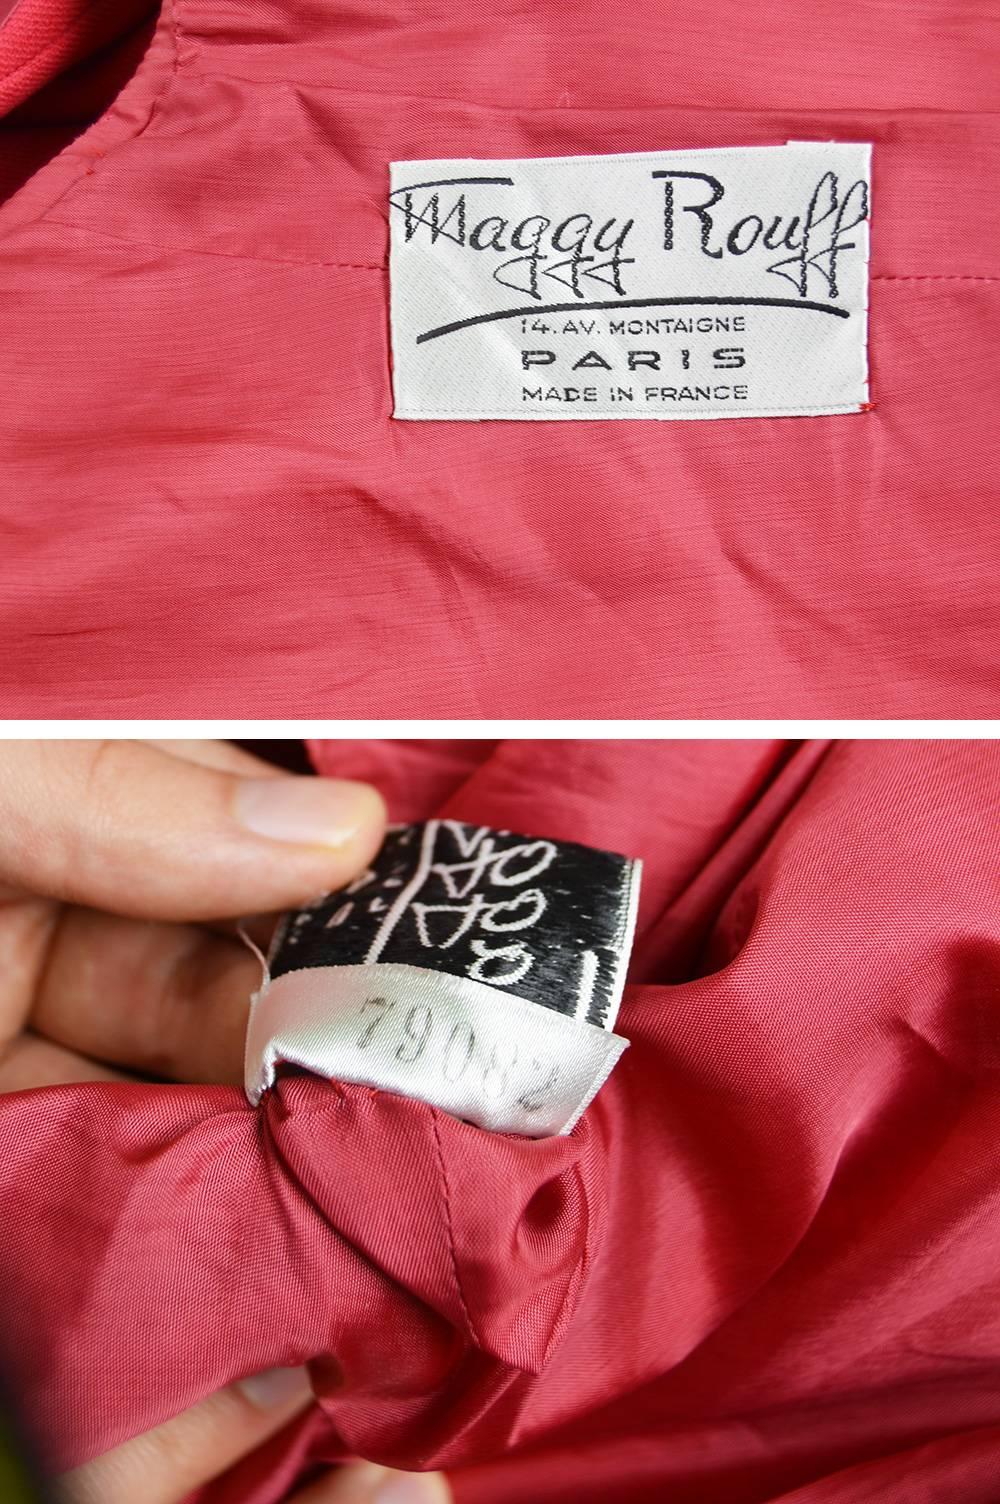 Maggy Rouff
14. AV. MONTAIGNE
PARIS
MADE IN FRANCE
79082